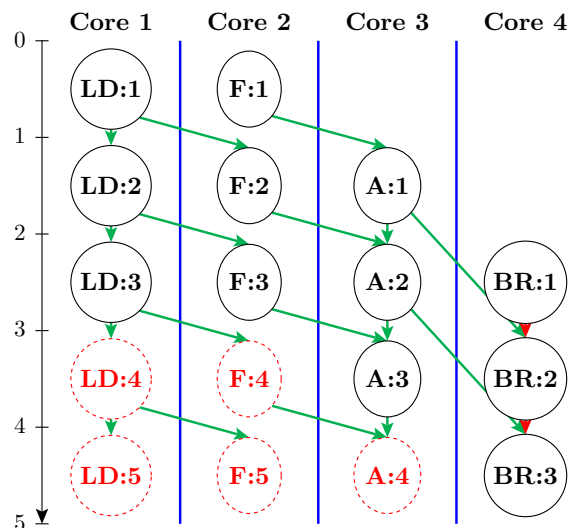 Core 1 Core 2 Core 3 Core 4
0
LD:1 F:1
1
LD:2 F:2 A:1
2
LD:3 F:3 A:2 BR:1
3
LD:4 F:4 A:3 BR:2
4
LD:5 F:5 A:4 BR:3
5